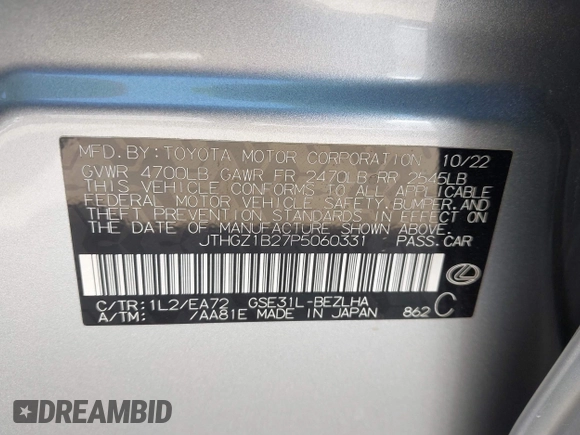 MFD. BY: TOYOTA MOTOR CORPORATION 10/22
GVWR 4700LB GAWR FR 2470LB RR 2645LB
THIS VEHICLE CONFORMS TO ALL APPLICABLE
FEDERAL MOTOR VEHICLE SAFETY, BUMPER, AND
THEFT PREVENTION STANDARDS IN EFFECT ON
THE DATE OF MANUFACTURE SHOWN ABOVE.
JTHGZ1B27P5060331 PASS.CAR
C/TR: 1L2/EA72 GSE31L-BEZLHA
A/TM: /AA81E MADE IN JAPAN 862 C
DREAMBID